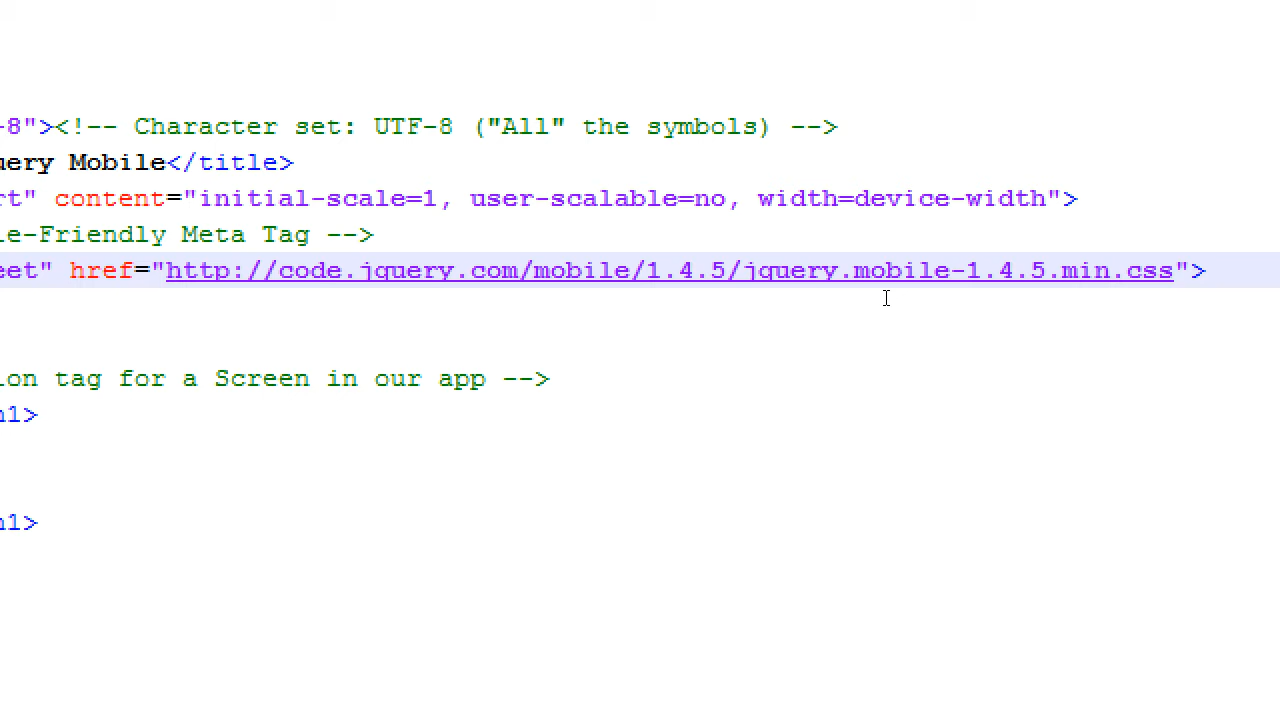 -8"><!-- Character set: UTF-8 ("All" the symbols) -->
uery Mobile</title>
rt" content="initial-scale=1, user-scalable=no, width=device-width">
le-Friendly Meta Tag -->
eet" href="http://code.jquery.com/mobile/1.4.5/jquery.mobile-1.4.5.min.css">
ion tag for a Screen in our app -->
h1>
h1>